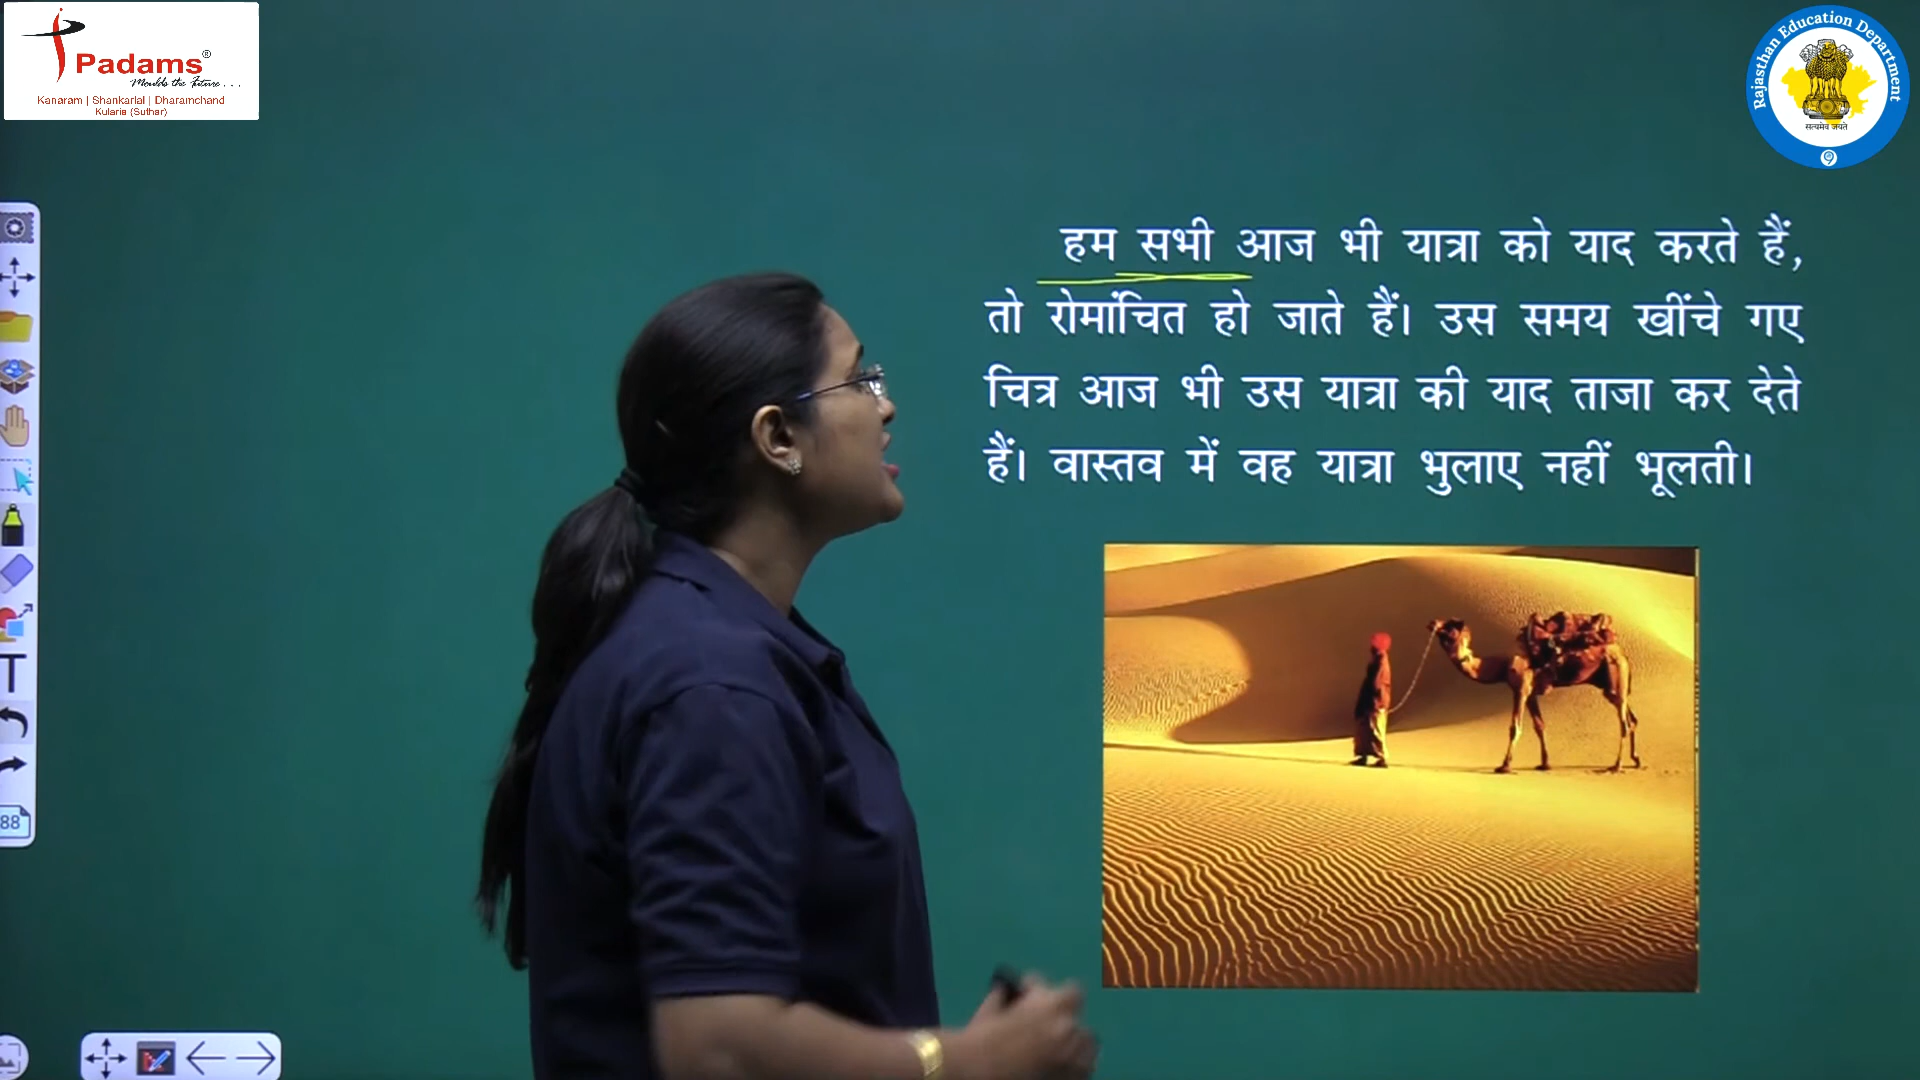 Padams®
Moulds the Future . . .
Kanaram | Shankarlal | Dharamchand
Kularia (Suthar)
Rajasthan Education Department
सत्यमेव जयते
हम सभी आज भी यात्रा को याद करते हैं,
तो रोमांचित हो जाते हैं। उस समय खींचे गए
चित्र आज भी उस यात्रा की याद ताजा कर देते
हैं। वास्तव में वह यात्रा भुलाए नहीं भूलती।
T
88